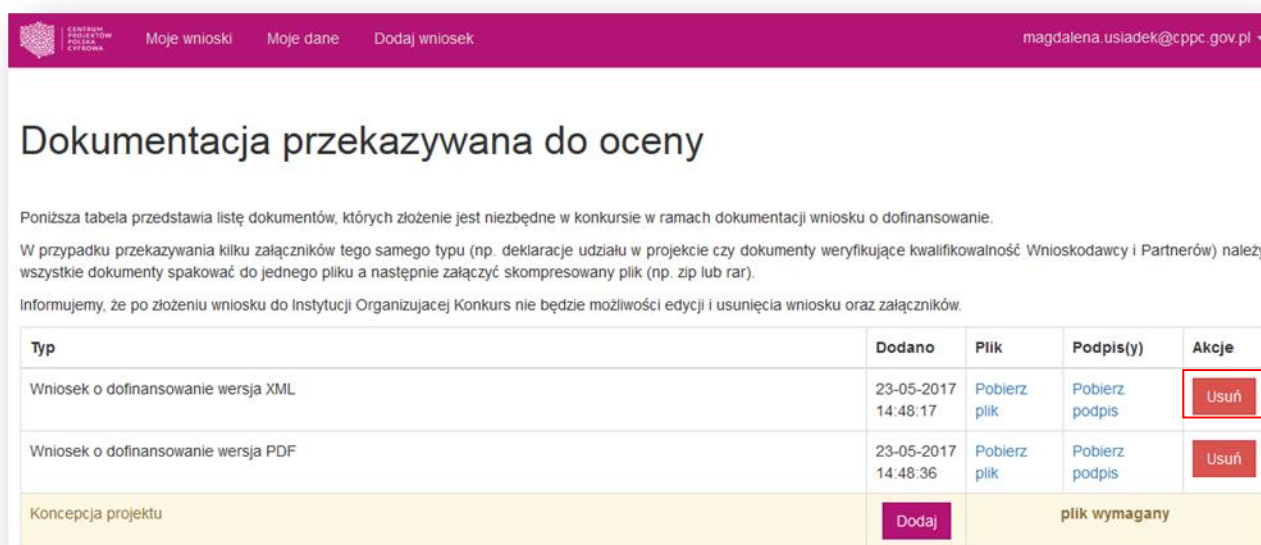 CENTRUM
PROJEKTÓW
POLSKA
CYFROWA
Moje wnioski Moje dane Dodaj wniosek magdalena.usiadek@cppc.gov.pl
Dokumentacja przekazywana do oceny
Poniższa tabela przedstawia listę dokumentów, których złożenie jest niezbędne w konkursie w ramach dokumentacji wniosku o dofinansowanie.
W przypadku przekazywania kilku załączników tego samego typu (np. deklaracje udziału w projekcie czy dokumenty weryfikujące kwalifikowalność Wnioskodawcy i Partnerów) należy
wszystkie dokumenty spakować do jednego pliku a następnie załączyć skompresowany plik (np. zip lub rar).
Informujemy, że po złożeniu wniosku do Instytucji Organizujacej Konkurs nie będzie możliwości edycji i usunięcia wniosku oraz załączników.
Typ Dodano Plik Podpis(y) Akcje
Wniosek o dofinansowanie wersja XML 23-05-2017 Pobierz Pobierz Usuń
14:48:17 plik podpis
Wniosek o dofinansowanie wersja PDF 23-05-2017 Pobierz Pobierz Usuń
14:48:36 plik podpis
Koncepcja projektu Dodaj plik wymagany